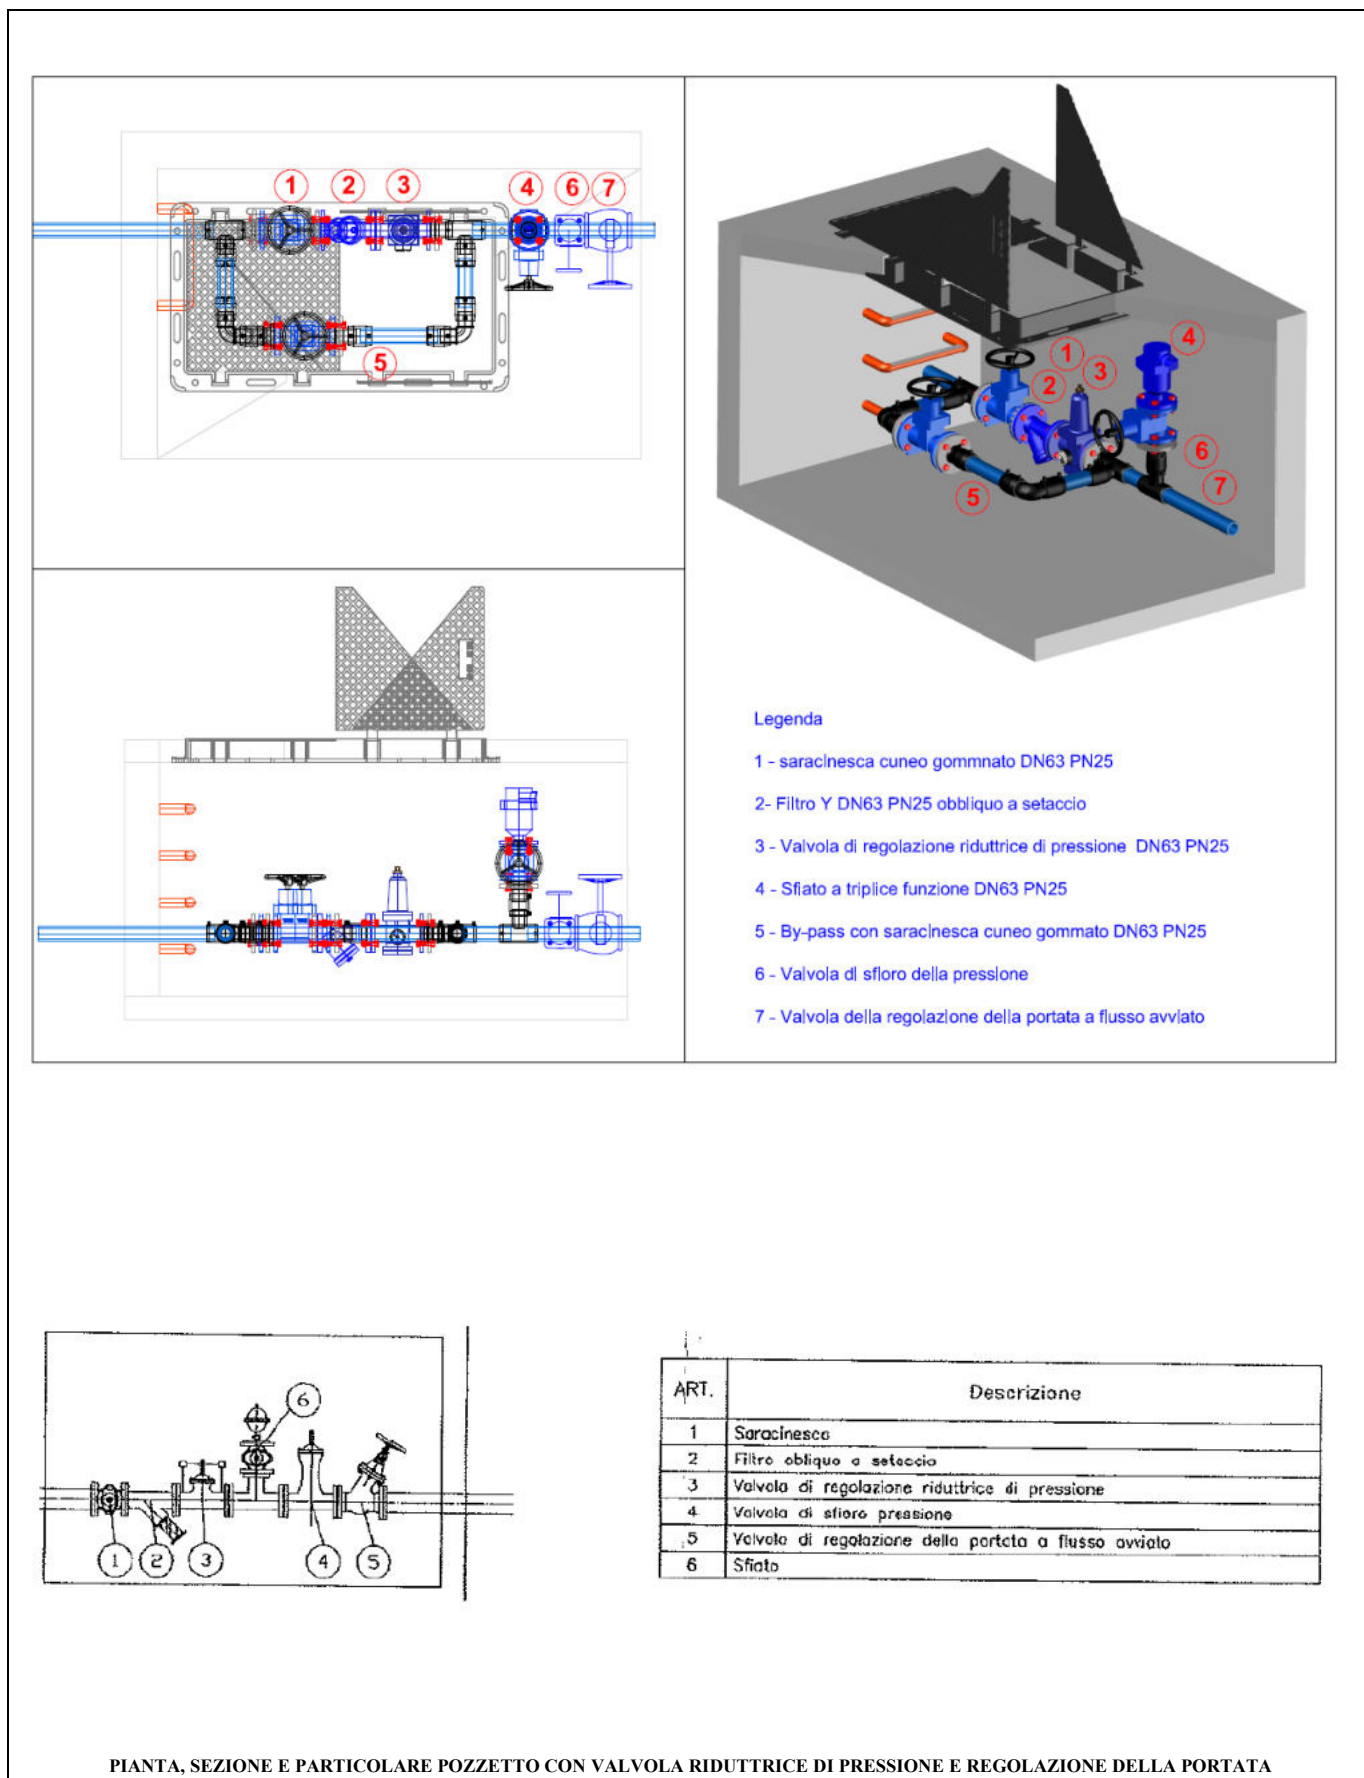 1 2 3 4 6 7
5
1
2 3
4
6
7
5
Legenda
1 - saracinesca cuneo gommnato DN63 PN25
2- Filtro Y DN63 PN25 obbliquo a setaccio
3 - Valvola di regolazione riduttrice di pressione DN63 PN25
4 - Sfiato a triplice funzione DN63 PN25
5 - By-pass con saracinesca cuneo gommato DN63 PN25
6 - Valvola di sfioro della pressione
7 - Valvola della regolazione della portata a flusso avviato
6
1 2 3 4 5
ART. Descrizione
1 Saracinesca
2 Filtro obliquo a setaccio
3 Valvola di regolazione riduttrice di pressione
4 Valvola di sfioro pressione
5 Valvola di regolazione della portata a flusso avviato
6 Sfiato
PIANTA, SEZIONE E PARTICOLARE POZZETTO CON VALVOLA RIDUTTRICE DI PRESSIONE E REGOLAZIONE DELLA PORTATA